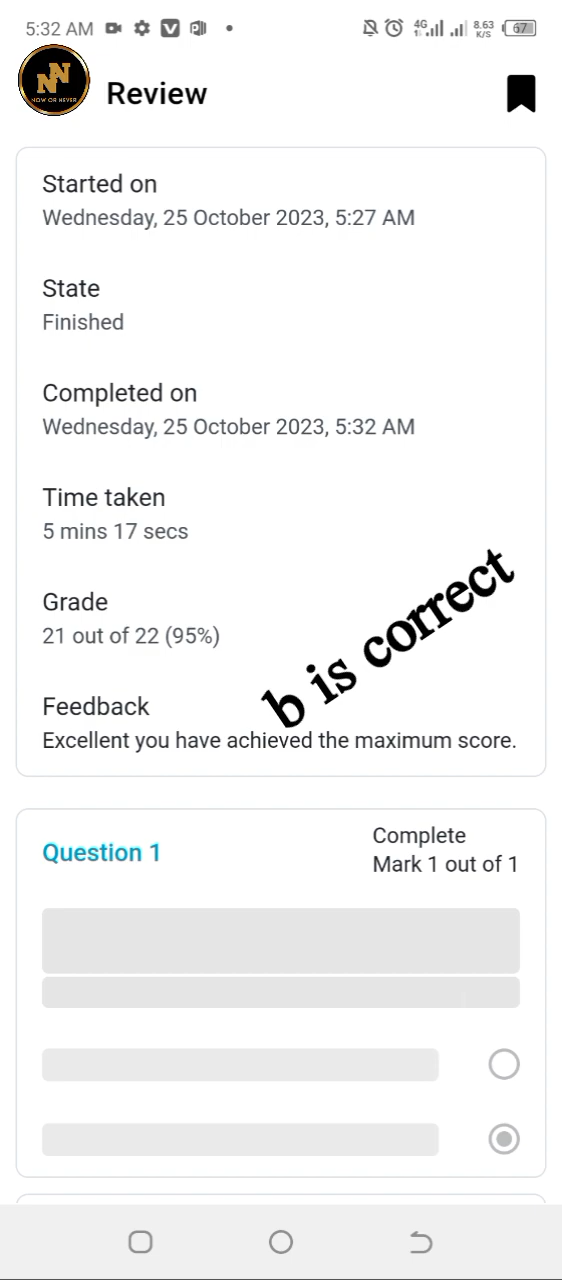 5:32 AM
4G
8.63
K/S
67
NN
NOW OR NEVER
Review
Started on
Wednesday, 25 October 2023, 5:27 AM
State
Finished
Completed on
Wednesday, 25 October 2023, 5:32 AM
Time taken
5 mins 17 secs
Grade
21 out of 22 (95%)
b is correct
Feedback
Excellent you have achieved the maximum score.
Question 1
Complete
Mark 1 out of 1